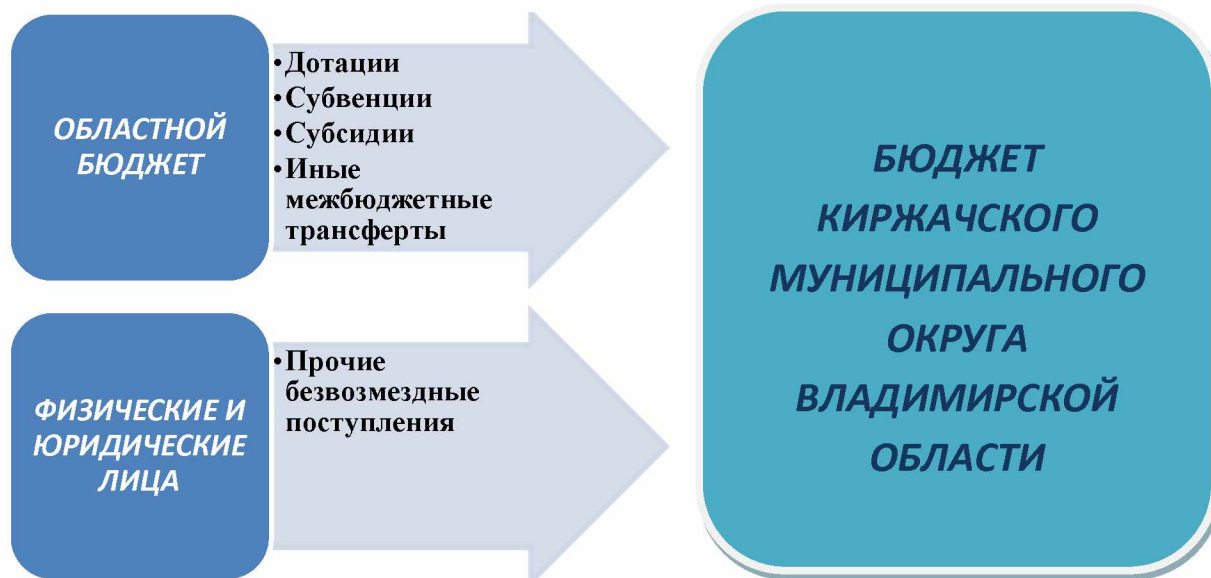 ОБЛАСТНОЙ
БЮДЖЕТ
•Дотации
•Субвенции
•Субсидии
•Иные
межбюджетные
трансферты
ФИЗИЧЕСКИЕ И
ЮРИДИЧЕСКИЕ
ЛИЦА
•Прочие
безвозмездные
поступления
БЮДЖЕТ
КИРЖАЧСКОГО
МУНИЦИПАЛЬНОГО
ОКРУГА
ВЛАДИМИРСКОЙ
ОБЛАСТИ